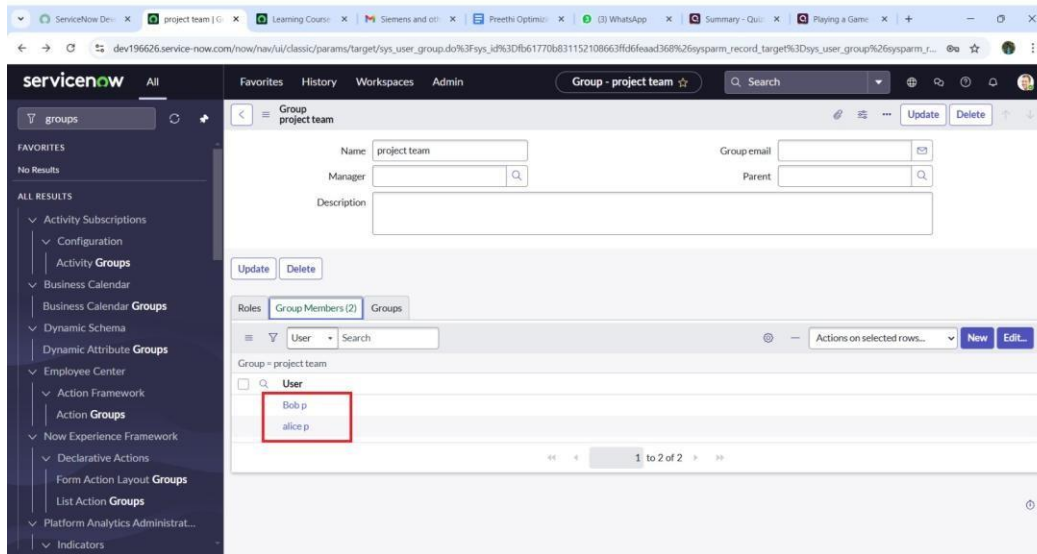 ServiceNow Dev
project team | G
Learning Course
Siemens and oth
Preethi Optimiz
(3) WhatsApp
Summary - Quiz
Playing a Game
dev196626.service-now.com/now/nav/ui/classic/params/target/sys_user_group.do%3Fsys_id%3Dfb61770b831152108663ffd6feaad368%26sysparm_record_target%3Dsys_user_group%26sysparm_r...
servicenow All Favorites History Workspaces Admin Group - project team Search
groups
FAVORITES
No Results
ALL RESULTS
Activity Subscriptions
Configuration
Activity Groups
Business Calendar
Business Calendar Groups
Dynamic Schema
Dynamic Attribute Groups
Employee Center
Action Framework
Action Groups
Now Experience Framework
Declarative Actions
Form Action Layout Groups
List Action Groups
Platform Analytics Administrat...
Indicators
Group
project team
Update Delete
Name project team Group email
Manager Parent
Description
Update Delete
Roles Group Members (2) Groups
User Search Actions on selected rows... New Edit...
Group = project team
User
Bob p
alice p
1 to 2 of 2